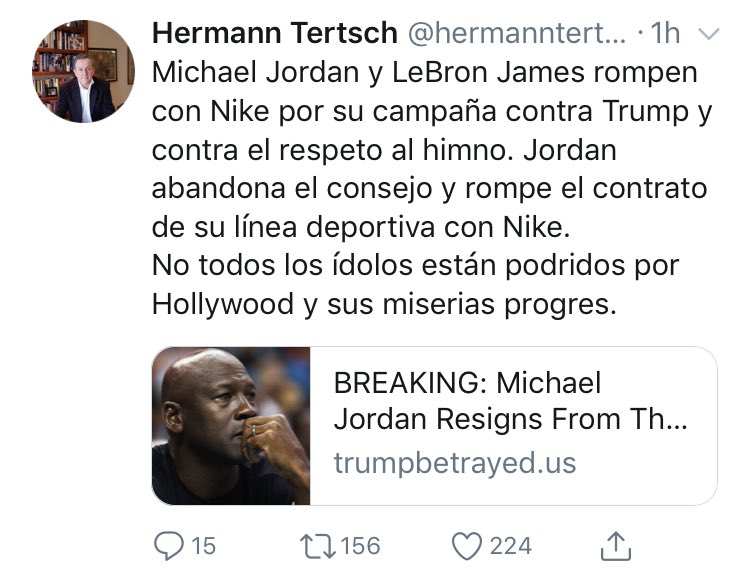 Hermann Tertsch @hermanntert... · 1h
Michael Jordan y LeBron James rompen
con Nike por su campaña contra Trump y
contra el respeto al himno. Jordan
abandona el consejo y rompe el contrato
de su línea deportiva con Nike.
No todos los ídolos están podridos por
Hollywood y sus miserias progres.
BREAKING: Michael
Jordan Resigns From Th...
trumpbetrayed.us
15 156 224